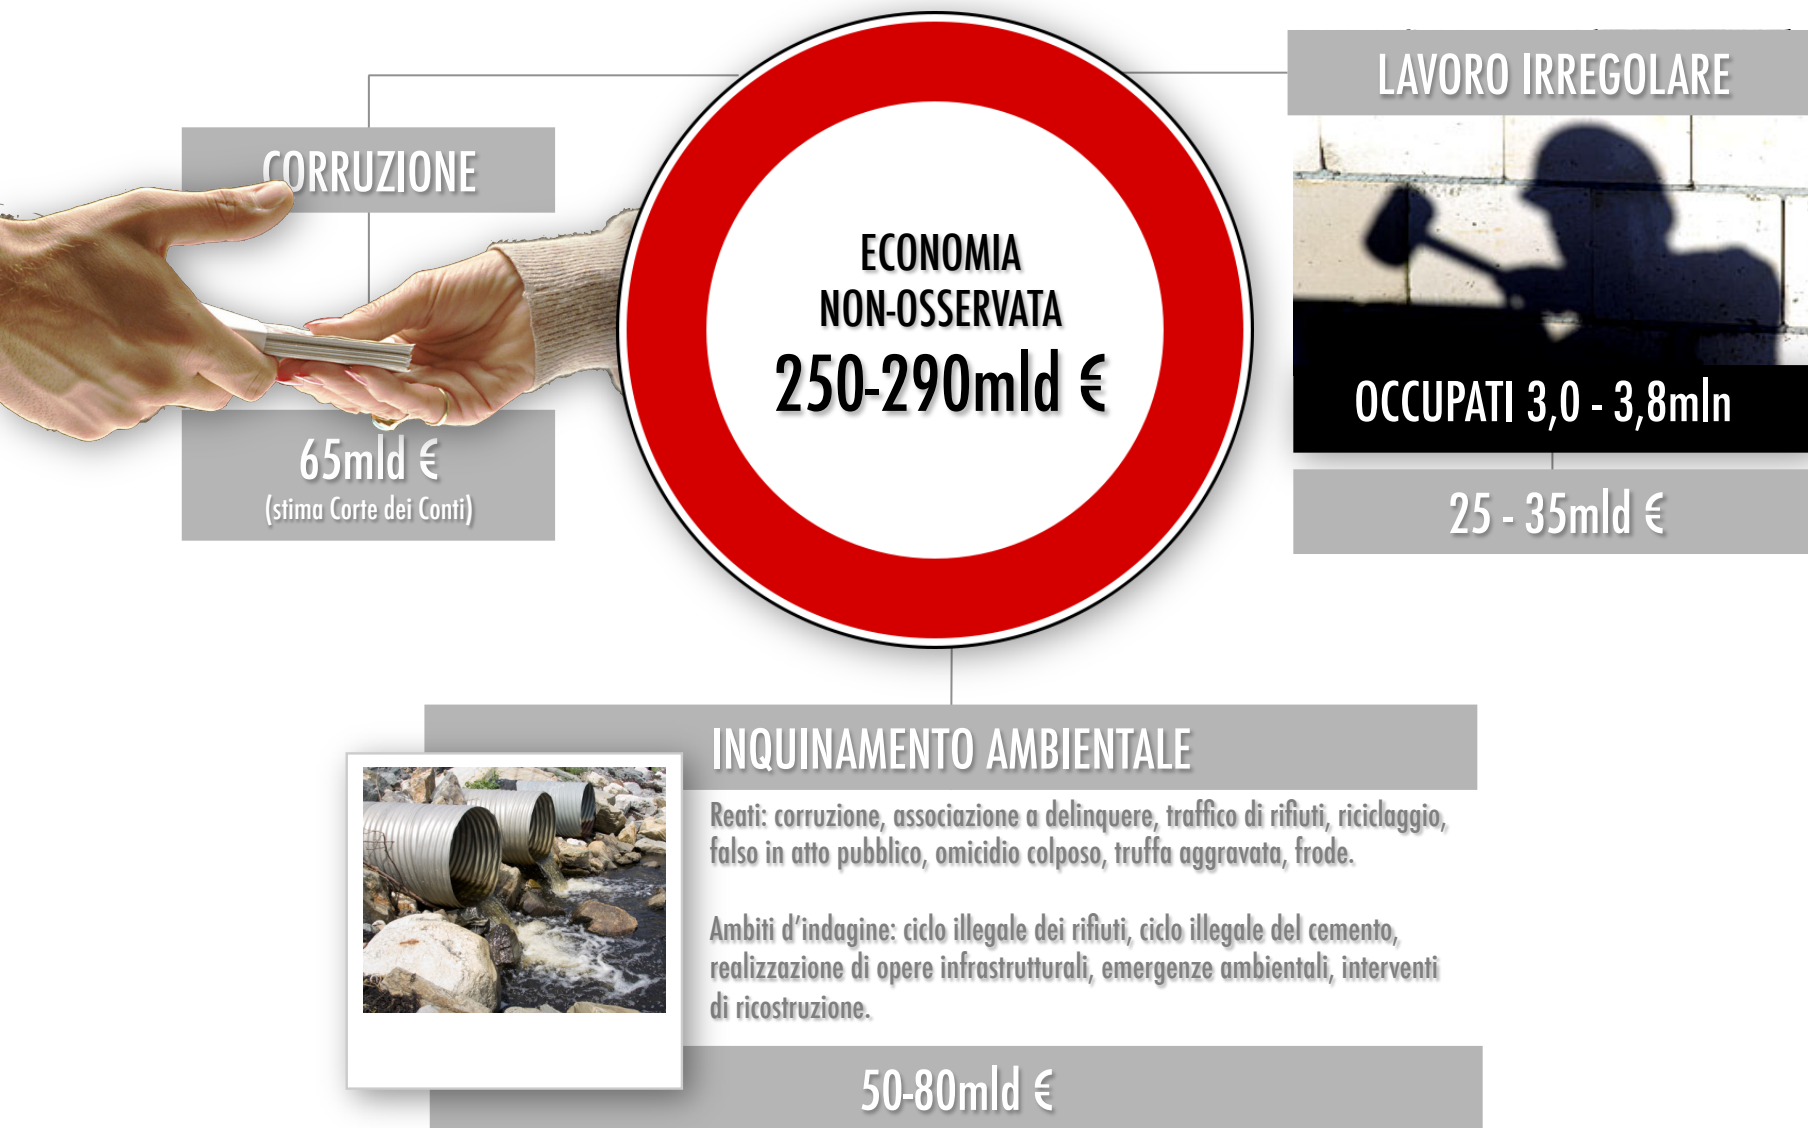 CORRUZIONE
65mld €
(stima Corte dei Conti)
ECONOMIA
NON-OSSERVATA
250-290mld €
LAVORO IRREGOLARE
OCCUPATI 3,0 - 3,8mln
25 - 35mld €
INQUINAMENTO AMBIENTALE
Reati: corruzione, associazione a delinquere, traffico di rifiuti, riciclaggio,
falso in atto pubblico, omicidio colposo, truffa aggravata, frode.
Ambiti d’indagine: ciclo illegale dei rifiuti, ciclo illegale del cemento,
realizzazione di opere infrastrutturali, emergenze ambientali, interventi
di ricostruzione.
50-80mld €